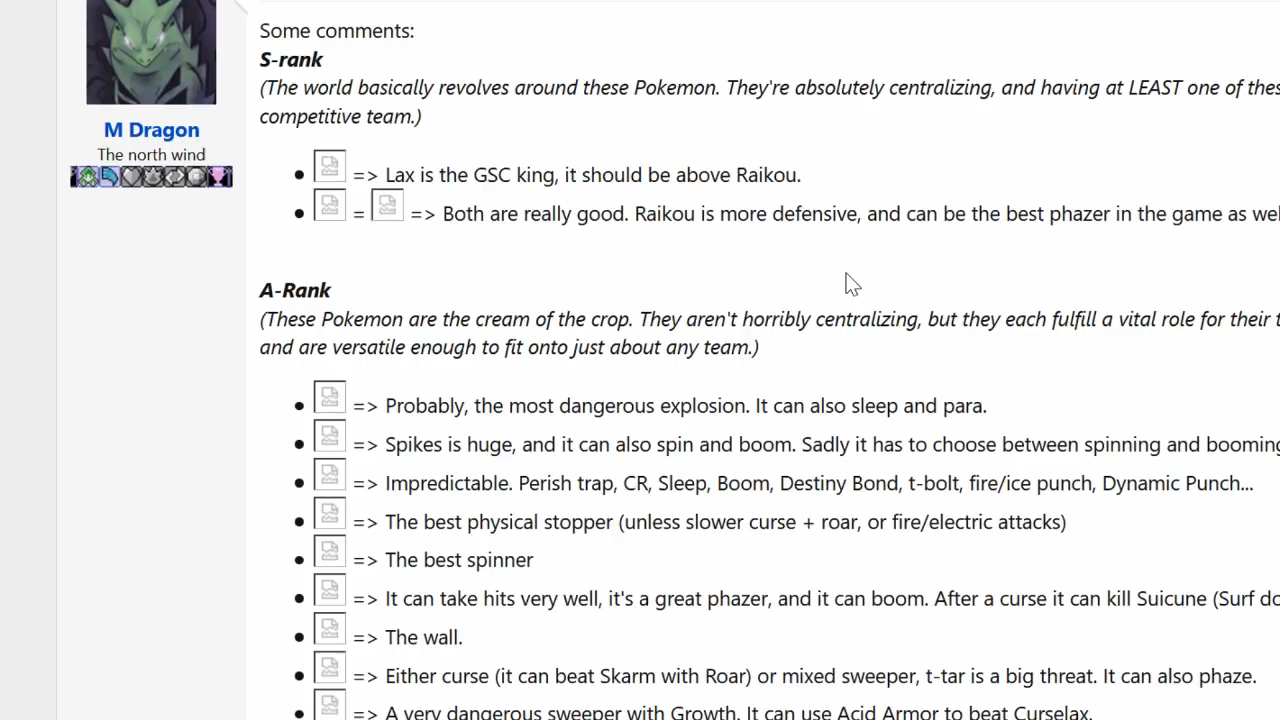 Some comments:
S-rank
(The world basically revolves around these Pokemon. They're absolutely centralizing, and having at LEAST one of these
competitive team.)
M Dragon
The north wind
• => Lax is the GSC king, it should be above Raikou.
• = => Both are really good. Raikou is more defensive, and can be the best phazer in the game as wel
A-Rank
(These Pokemon are the cream of the crop. They aren't horribly centralizing, but they each fulfill a vital role for their t
and are versatile enough to fit onto just about any team.)
• => Probably, the most dangerous explosion. It can also sleep and para.
• => Spikes is huge, and it can also spin and boom. Sadly it has to choose between spinning and booming
• => Impredictable. Perish trap, CR, Sleep, Boom, Destiny Bond, t-bolt, fire/ice punch, Dynamic Punch...
• => The best physical stopper (unless slower curse + roar, or fire/electric attacks)
• => The best spinner
• => It can take hits very well, it's a great phazer, and it can boom. After a curse it can kill Suicune (Surf do
• => The wall.
• => Either curse (it can beat Skarm with Roar) or mixed sweeper, t-tar is a big threat. It can also phaze.
• => A very dangerous sweeper with Growth. It can use Acid Armor to beat Curselax.